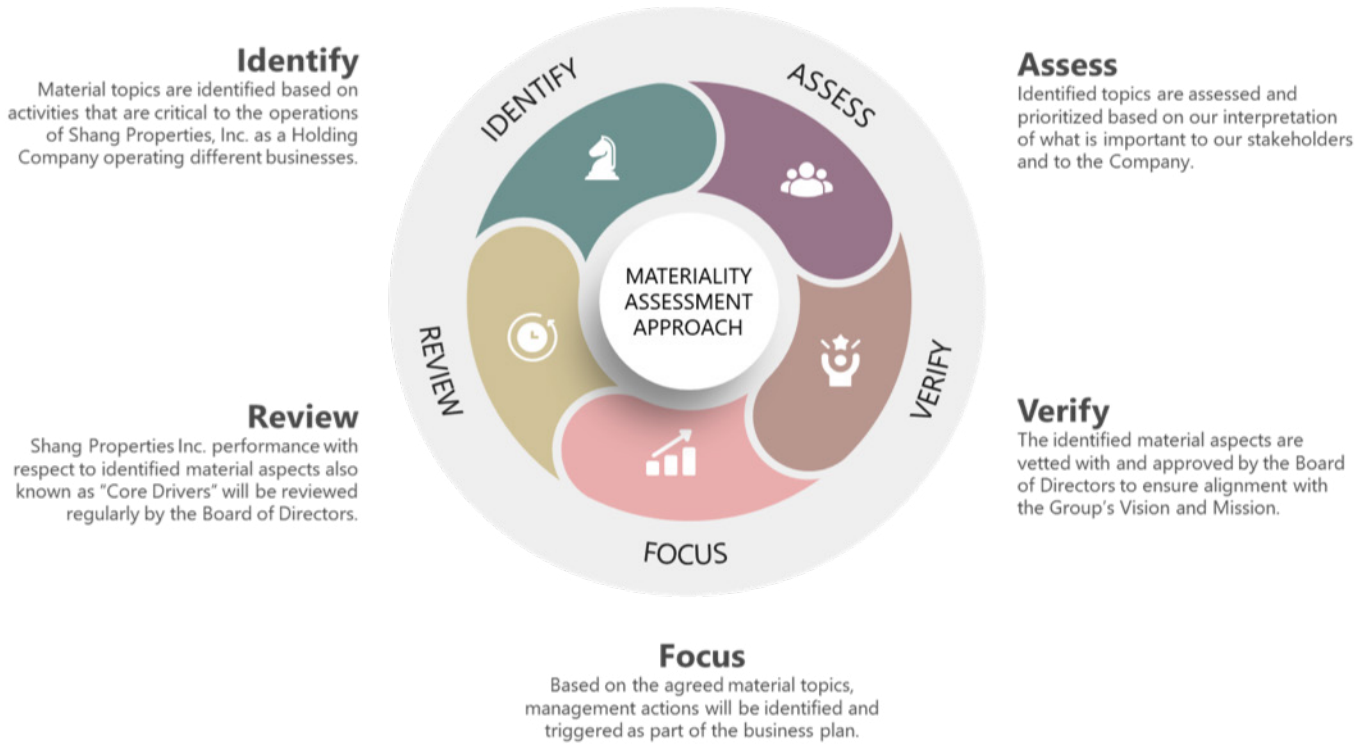 Identify
Material topics are identified based on
activities that are critical to the operations
of Shang Properties, Inc. as a Holding
Company operating different businesses.
Assess
Identified topics are assessed and
prioritized based on our interpretation
of what is important to our stakeholders
and to the Company.
IDENTIFY
ASSESS
MATERIALITY
ASSESSMENT
APPROACH
REVIEW
VERIFY
FOCUS
Review
Shang Properties Inc. performance with
respect to identified material aspects also
known as “Core Drivers” will be reviewed
regularly by the Board of Directors.
Verify
The identified material aspects are
vetted with and approved by the Board
of Directors to ensure alignment with
the Group's Vision and Mission.
Focus
Based on the agreed material topics,
management actions will be identified and
triggered as part of the business plan.